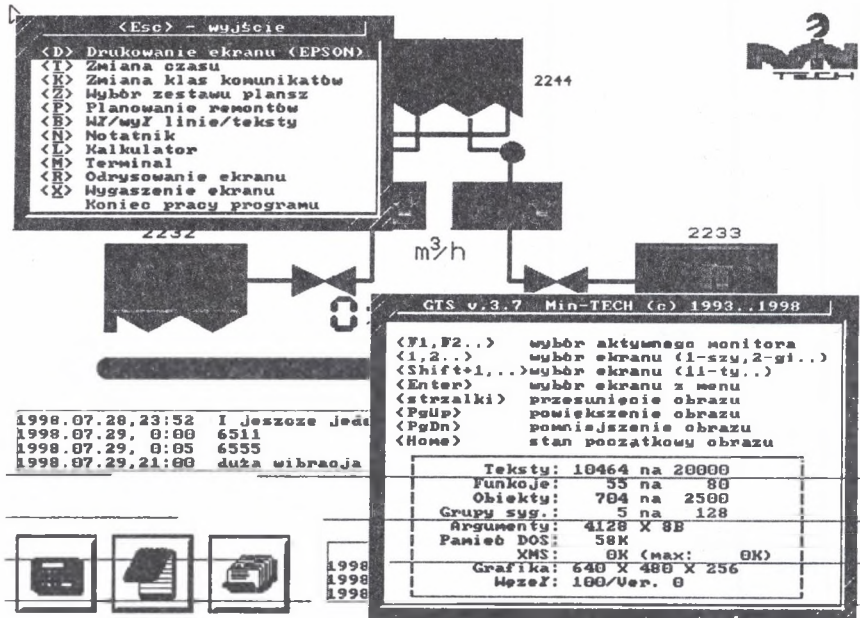 <Esc> - wyjście
<D> Drukowanie ekranu (EPSON)
<T> Zmiana czasu
<K> Zmiana klas komunikatów
<Z> Wybór zestawu plansz
<P> Planowanie remontów
<B> Wł/wył linie/teksty
<N> Notatnik
<L> Kalkulator
<M> Terminal
<R> Odrysowanie ekranu
<X> Wygaszenie ekranu
Koniec pracy programu
2244
TECH
2232
m³/h
2233
GTS v.3.7 Min-TECH (c) 1993..1998
<F1,F2..> wybór aktywnego monitora
<1,2..> wybór ekranu (1-szy,2-gi..)
<Shift+1,..>wybór ekranu (11-ty..)
<Enter> wybór ekranu z menu
<strzalki> przesunięcie obrazu
<PgUp> powiększenie obrazu
<PgDn> pomniejszenie obrazu
<Home> stan początkowy obrazu
Teksty: 10464 na 20000
Funkcje: 55 na 80
Obiekty: 704 na 2500
Grupy syg.: 5 na 128
Argumenty: 4128 X 8B
Pamięć DOS: 58K
XMS: 0K (max: 0K)
Grafika: 640 X 480 X 256
Węzeł: 100/Ver. 0
1998.07.28,23:52 I jeszcze
1998.07.29, 0:00 6511
1998.07.29, 0:05 6555
1998.07.29,21:00 duża wibracja
1998
1998
1998